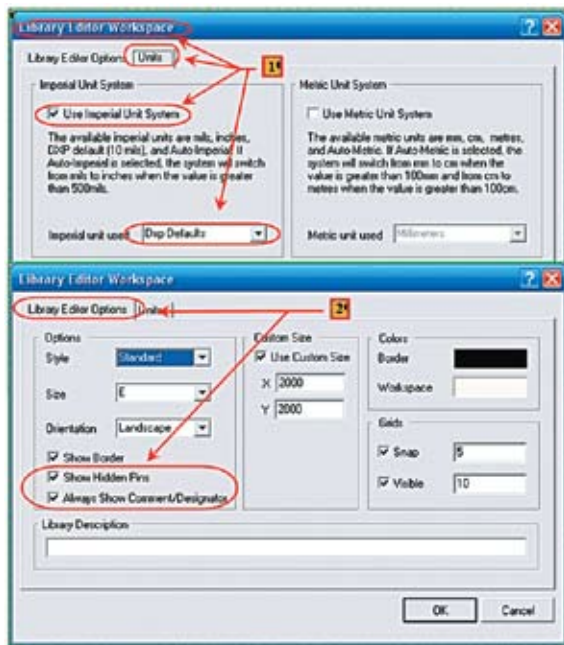 Library Editor Workspace
Library Editor Options Units
1
Imperial Unit System
Use Imperial Unit System
The available imperial units are mils, inches,
DXP default (10 mils), and Auto-Imperial. If
Auto-Imperial is selected, the system will switch
from mils to inches when the value is greater
than 500mils.
Imperial unit used Dxp Defaults
Metric Unit System
Use Metric Unit System
The available metric units are mm, cm, metres,
and Auto-Metric. If Auto-Metric is selected, the
system will switch from mm to cm when the
value is greater than 100mm and from cm to
metres when the value is greater than 100cm.
Metric unit used Millimeters
Library Editor Workspace
Library Editor Options Units
2
Options
Style Standard
Size E
Orientation Landscape
Show Border
Show Hidden Pins
Always Show Comment/Designator
Custom Size
Use Custom Size
X 2000
Y 2000
Colors
Border
Workspace
Grids
Snap 5
Visible 10
Library Description
OK Cancel